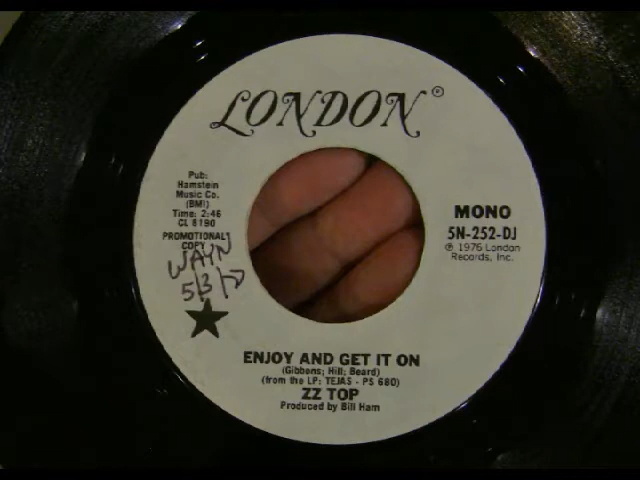 LONDON®
Pub:
Hamstein
Music Co.
(BMI)
Time: 2:46
CL 8190
PROMOTIONAL
COPY
WAYN
MONO
5N-252-DJ
℗ 1976 London
Records, Inc.
ENJOY AND GET IT ON
(Gibbons; Hill; Beard)
(from the LP: TEJAS - PS 680)
ZZ TOP
Produced by Bill Ham